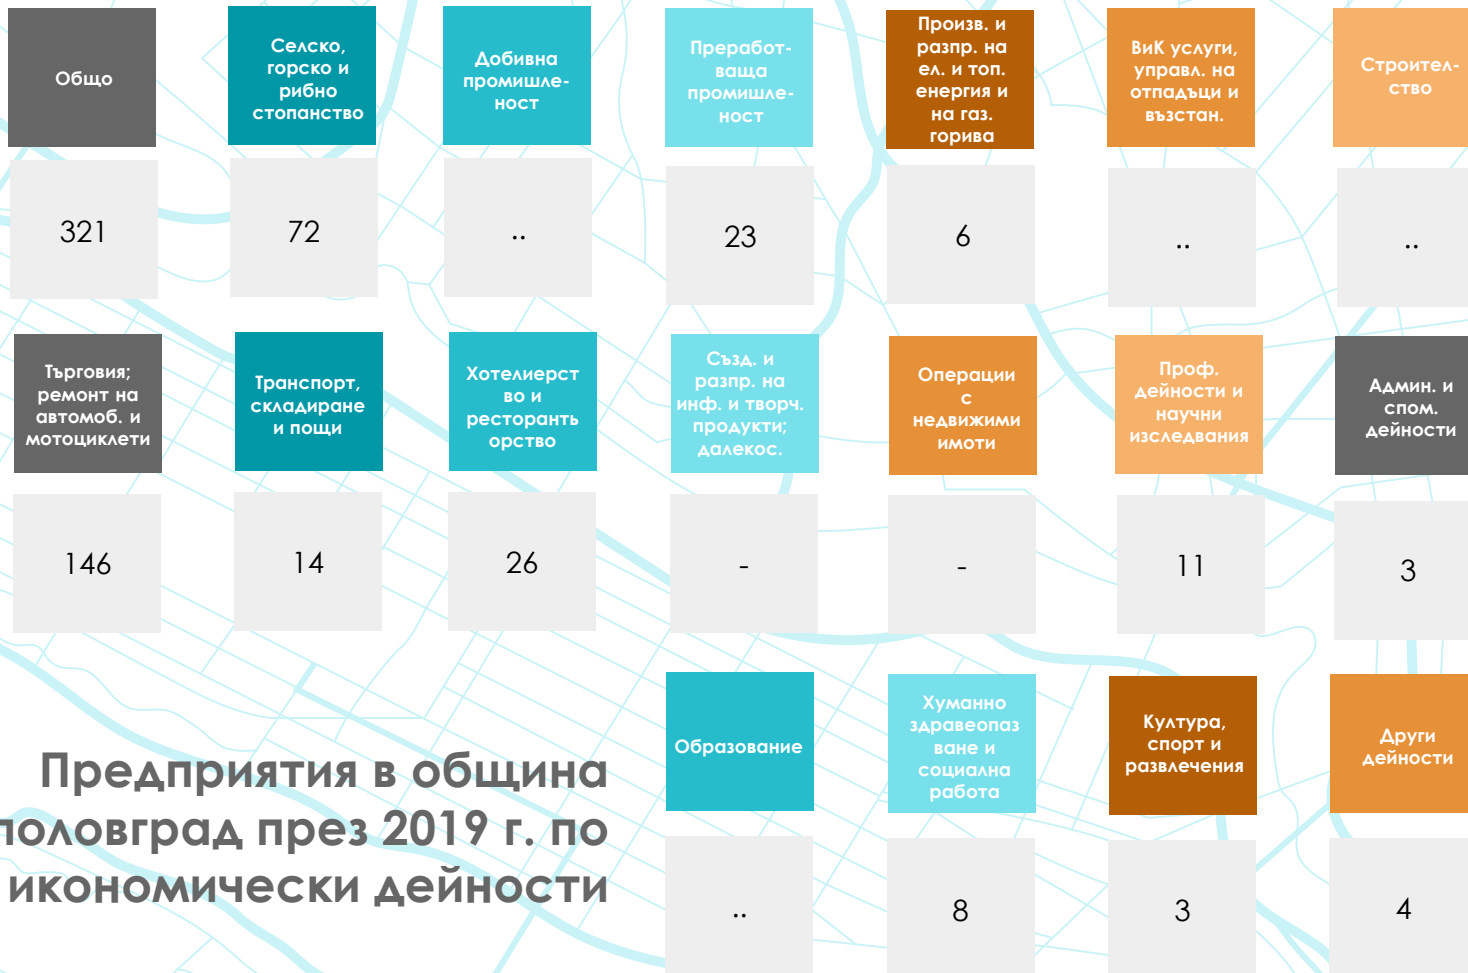 Общо
Селско,
горско и
рибно
стопанство
Добивна
промишле-
ност
Преработ-
ваща
промишле-
ност
Произв. и
разпр. на
ел. и топ.
енергия и
на газ.
горива
ВиК услуги,
управл. на
отпадъци и
възстан.
Строител-
ство
321
72
..
23
6
..
..
Търговия;
ремонт на
автомоб. и
мотоциклети
Транспорт,
складиране
и пощи
Хотелиерст
во и
ресторанть
орство
Създ. и
разпр. на
инф. и творч.
продукти;
далекос.
Операции
с
недвижими
имоти
Проф.
дейности и
научни
изследвания
Админ. и
спом.
дейности
146
14
26
-
-
11
3
Образование
Хуманно
здравеопаз
ване и
социална
работа
Култура,
спорт и
развлечения
Други
дейности
..
8
3
4
Предприятия в община
половград през 2019 г. по
икономически дейности